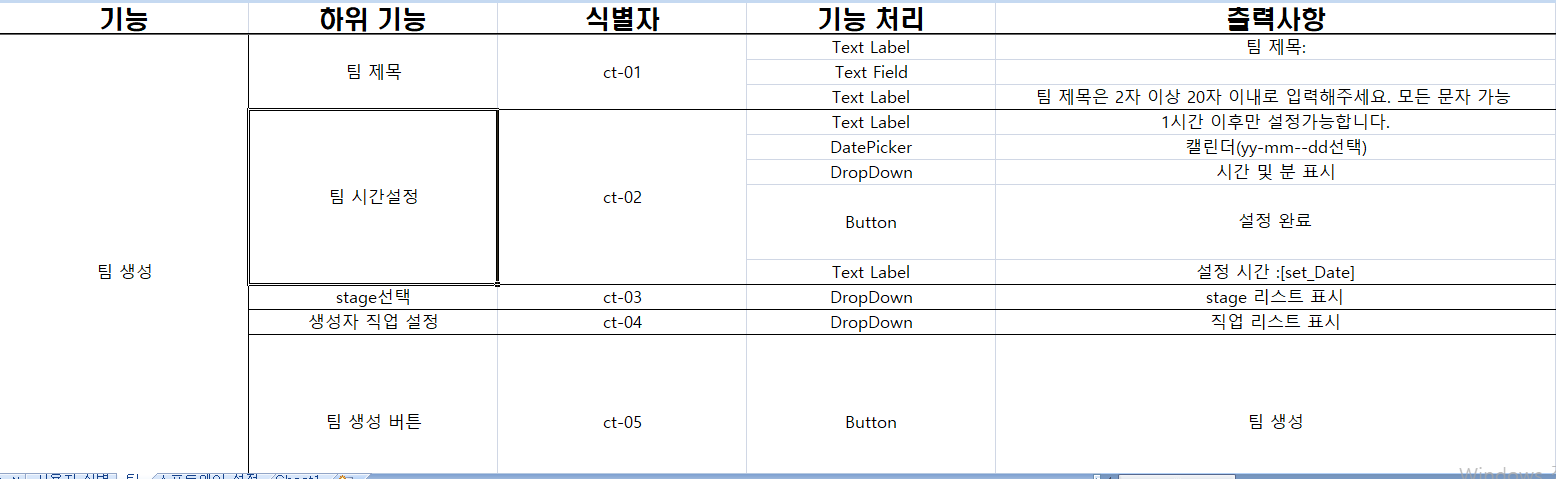 기능 하위 기능 식별자 기능 처리 출력사항
Text Label 팀 제목:
팀 제목 ct-01 Text Field
Text Label 팀 제목은 2자 이상 20자 이내로 입력해주세요. 모든 문자 가능
Text Label 1시간 이후만 설정가능합니다.
DatePicker 캘린더(yy-mm--dd선택)
DropDown 시간 및 분 표시
팀 시간설정 ct-02
Button 설정 완료
팀 생성 Text Label 설정 시간 :[set_Date]
stage선택 ct-03 DropDown stage 리스트 표시
생성자 직업 설정 ct-04 DropDown 직업 리스트 표시
팀 생성 버튼 ct-05 Button 팀 생성
Windows